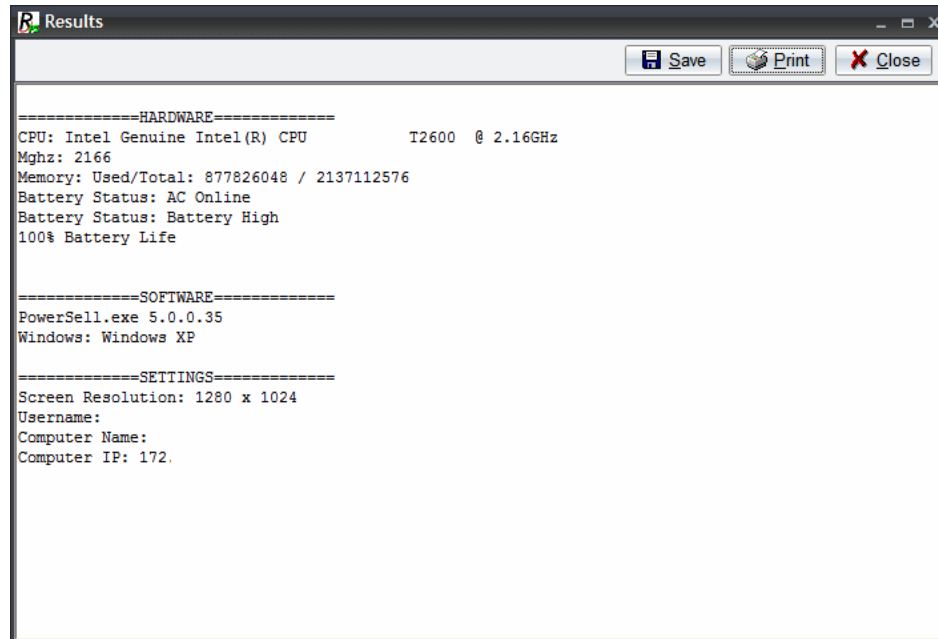 Results
Save Print Close
=============HARDWARE=============
CPU: Intel Genuine Intel(R) CPU           T2600  @ 2.16GHz
Mghz: 2166
Memory: Used/Total: 877826048 / 2137112576
Battery Status: AC Online
Battery Status: Battery High
100% Battery Life
=============SOFTWARE=============
PowerSell.exe 5.0.0.35
Windows: Windows XP
=============SETTINGS=============
Screen Resolution: 1280 x 1024
Username:
Computer Name:
Computer IP: 172.